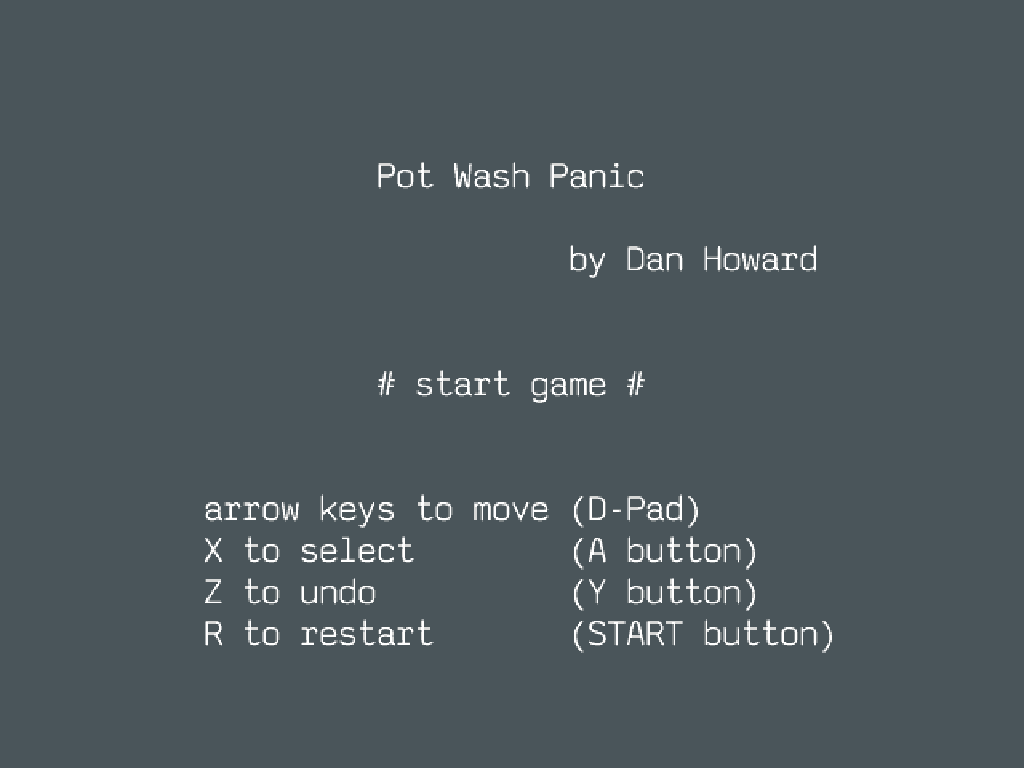 Pot Wash Panic
by Dan Howard
# start game #
arrow keys to move (D-Pad)
X to select (A button)
Z to undo (Y button)
R to restart (START button)